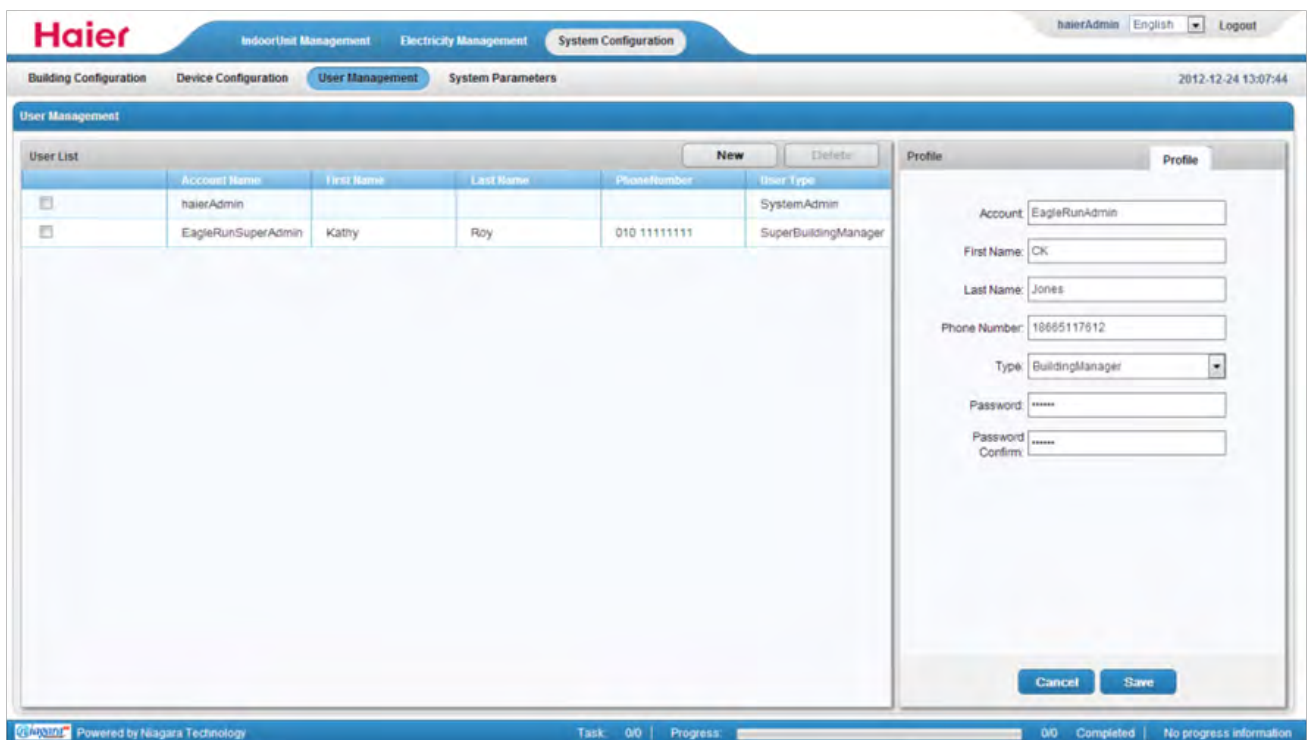 Haier
IndoorUnit Management Electricity Management System Configuration
haierAdmin English Logout
Building Configuration Device Configuration User Management System Parameters
2012-12-24 13:07:44
User Management
User List New Delete
Account Name First Name Last Name PhoneNumber User Type
haierAdmin SystemAdmin
EagleRunSuperAdmin Kathy Roy 010 11111111 SuperBuildingManager
Profile Profile
Account: EagleRunAdmin
First Name: CK
Last Name: Jones
Phone Number: 18665117612
Type: BuildingManager
Password: ••••••
Password
Confirm: ••••••
Cancel Save
Powered by Niagara Technology Task: 0/0 Progress: 0/0 Completed No progress information